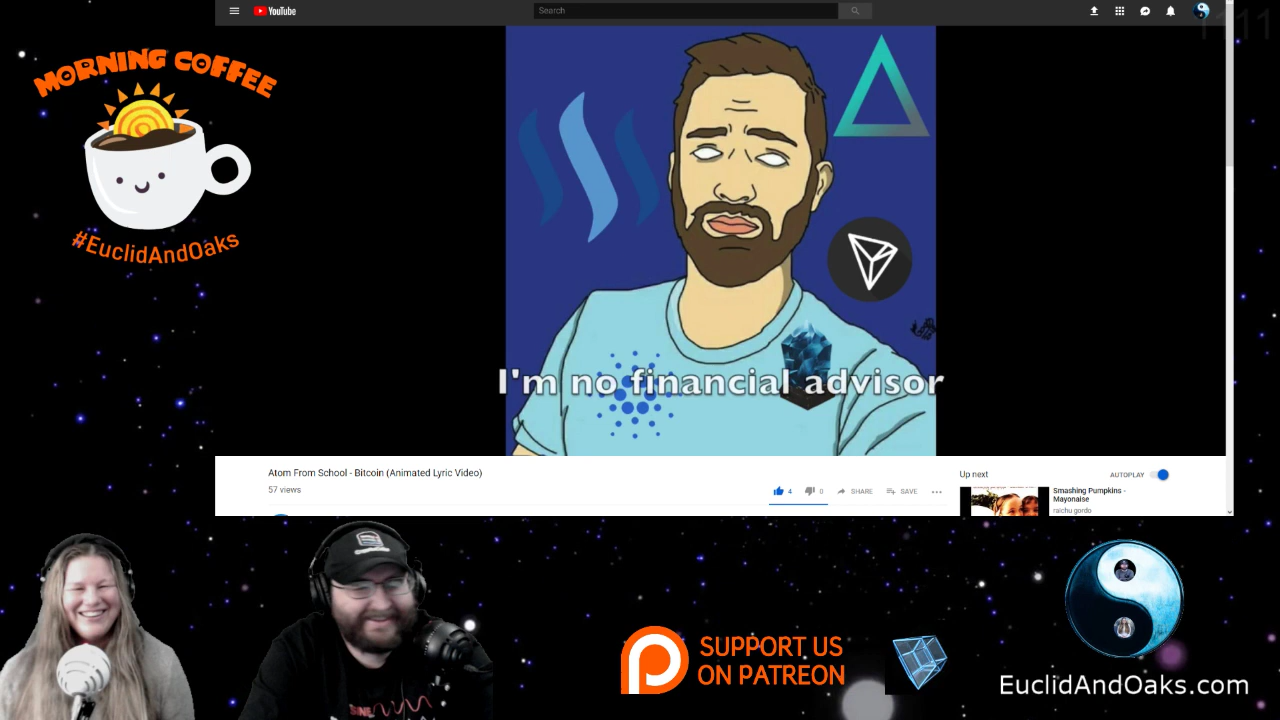 YouTube
Search
1111
MORNING COFFEE
#EuclidAndOaks
I'm no financial advisor
Atom From School - Bitcoin (Animated Lyric Video)
57 views
4
0
SHARE
SAVE
Up next
AUTOPLAY
Smashing Pumpkins -
Mayonaise
raichu gordo
SUPPORT US
ON PATREON
EuclidAndOaks.com